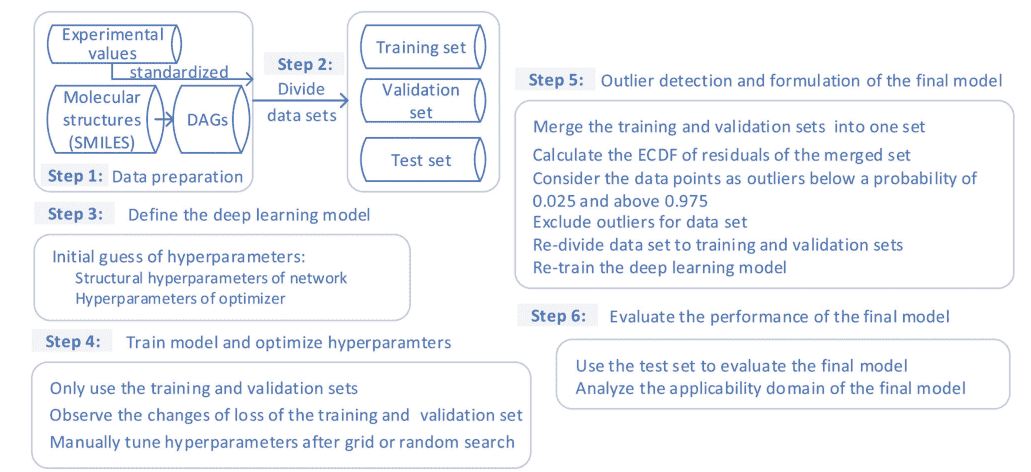 Experimental
values
standardized
Molecular
structures
(SMILES)
DAGs
Step 1: Data preparation
Step 2:
Divide
data sets
Training set
Validation
set
Test set
Step 3: Define the deep learning model
Initial guess of hyperparameters:
Structural hyperparameters of network
Hyperparameters of optimizer
Step 4: Train model and optimize hyperparamters
Only use the training and validation sets
Observe the changes of loss of the training and validation set
Manually tune hyperparameters after grid or random search
Step 5: Outlier detection and formulation of the final model
Merge the training and validation sets into one set
Calculate the ECDF of residuals of the merged set
Consider the data points as outliers below a probability of
0.025 and above 0.975
Exclude outliers for data set
Re-divide data set to training and validation sets
Re-train the deep learning model
Step 6: Evaluate the performance of the final model
Use the test set to evaluate the final model
Analyze the applicability domain of the final model